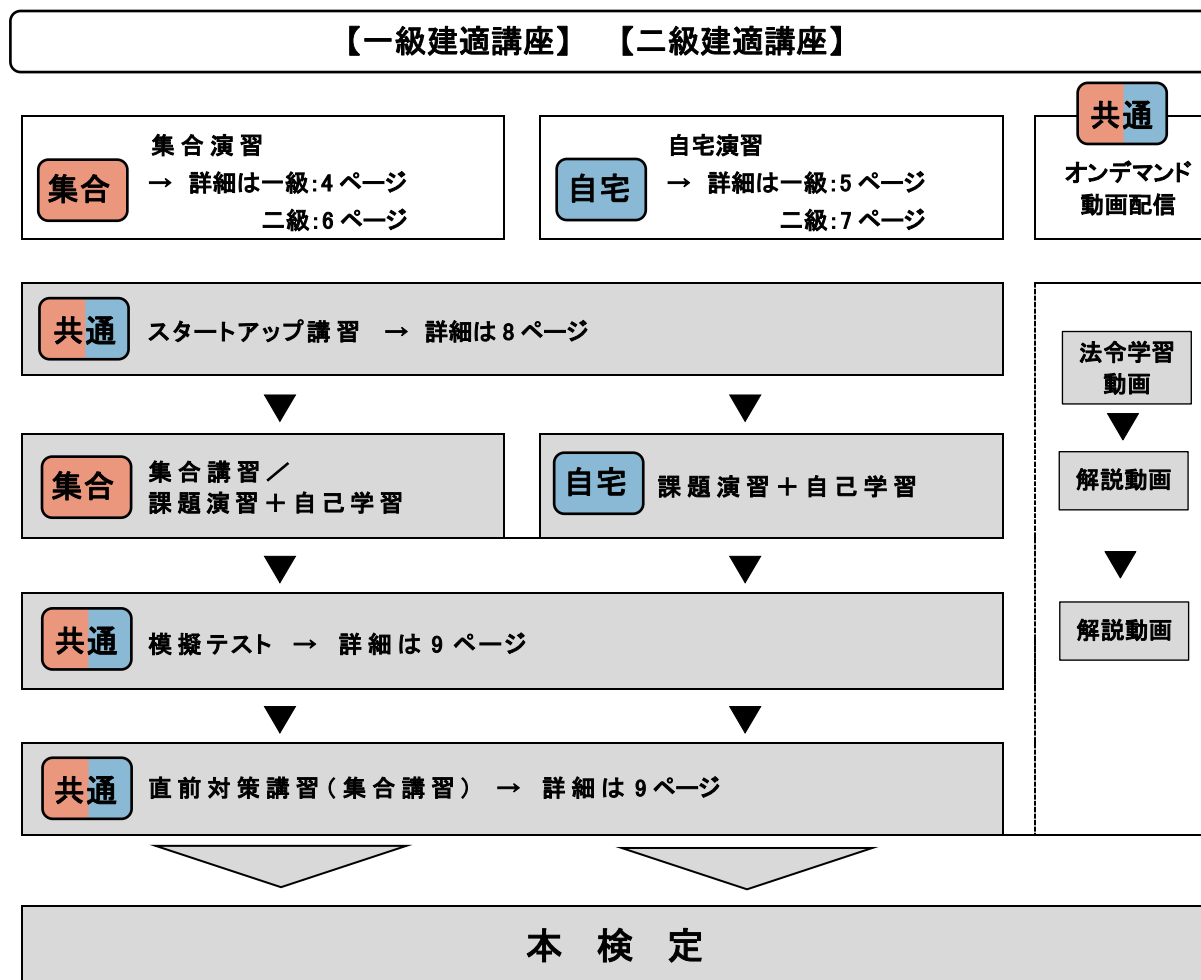 【一級建適講座】 【二級建適講座】
共通
オンデマンド
動画配信
集合
集合演習
→ 詳細は一級:4ページ
二級:6ページ
自宅
自宅演習
→ 詳細は一級:5ページ
二級:7ページ
共通
スタートアップ講習 → 詳細は8ページ
法令学習
動画
集合
集合講習/
課題演習+自己学習
自宅
課題演習+自己学習
解説動画
共通
模擬テスト → 詳細は9ページ
解説動画
共通
直前対策講習(集合講習) → 詳細は9ページ
本検定